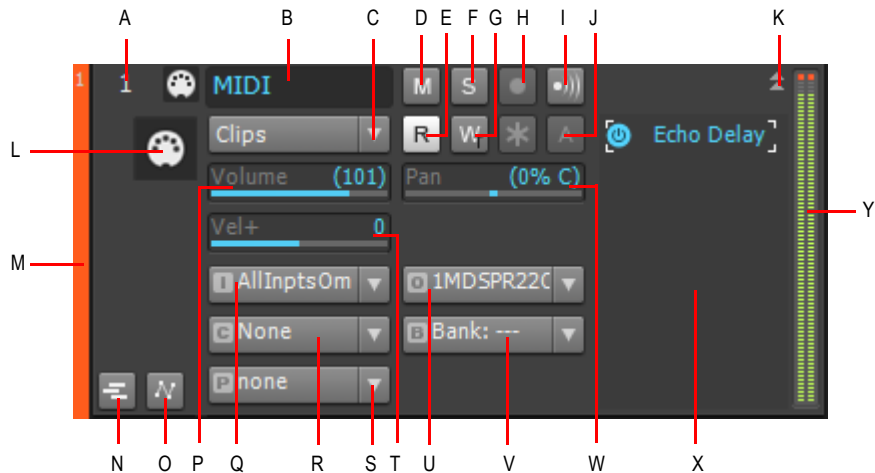 A B C D E F G H I J K
1 1 MIDI M S
Clips R W A Echo Delay
L
Volume (101) Pan (0% C)
Y
Vel+ 0
M
I AllInptsOm O 1MDSPR22C
C None B Bank: ---
P none
N O P Q R S T U V W X